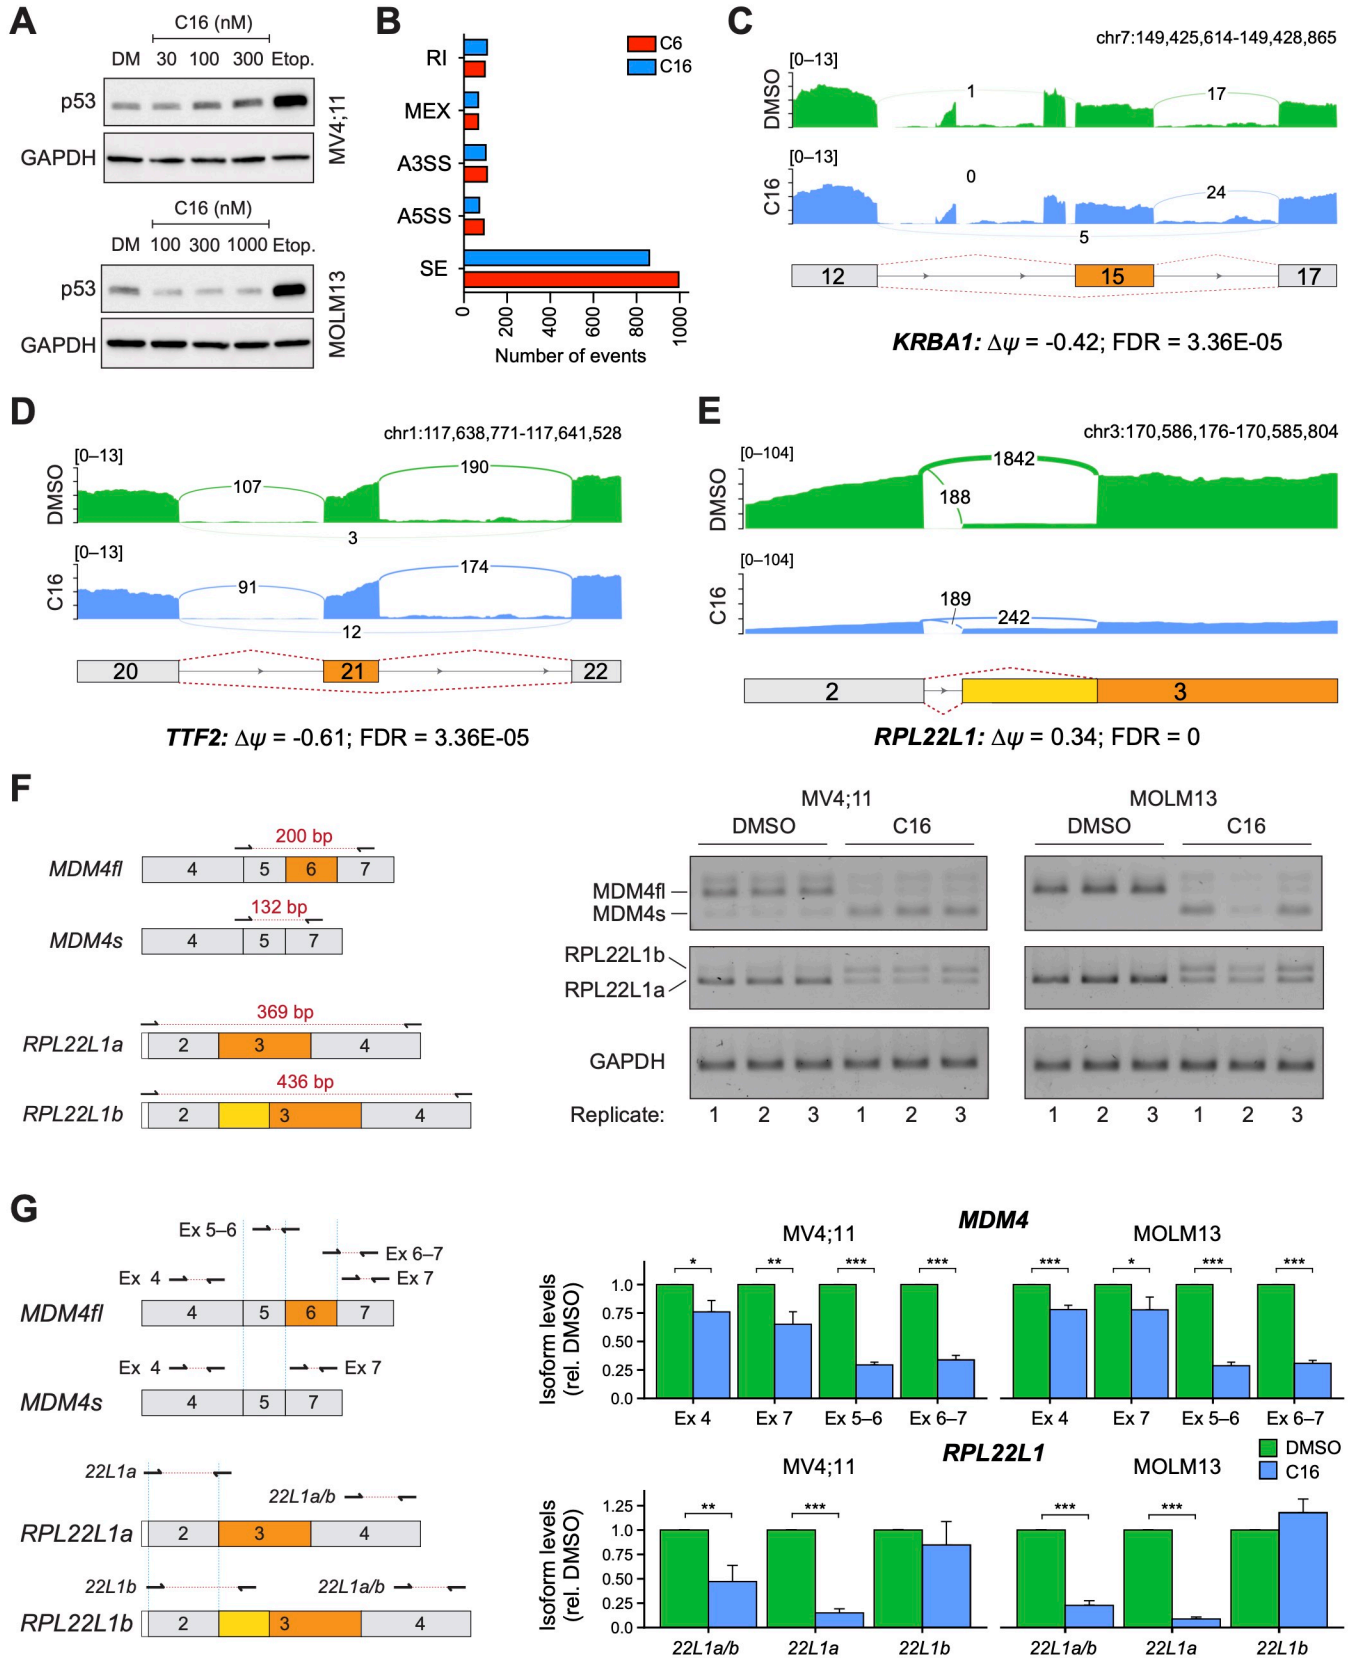 A
C16 (nM)
DM 30 100 300 Etop.
p53
GAPDH
MV4;11
C16 (nM)
DM 100 300 1000 Etop.
p53
GAPDH
MOLM13
B
C6
C16
RI
MEX
A3SS
A5SS
SE
0 200 400 600 800 1000
Number of events
C
chr7:149,425,614-149,428,865
[0–13]
DMSO
1 17
[0–13]
C16
0 24
5
12 15 17
KRBA1: Δψ = -0.42; FDR = 3.36E-05
D
chr1:117,638,771-117,641,528
[0–13]
DMSO
107 190
3
[0–13]
C16
91 174
12
20 21 22
TTF2: Δψ = -0.61; FDR = 3.36E-05
E
chr3:170,586,176-170,585,804
[0–104]
DMSO
1842
188
[0–104]
C16
189 242
2 3
RPL22L1: Δψ = 0.34; FDR = 0
F
200 bp
MDM4fl 4 5 6 7
132 bp
MDM4s 4 5 7
369 bp
RPL22L1a 2 3 4
436 bp
RPL22L1b 2 3 4
MV4;11 MOLM13
DMSO C16 DMSO C16
MDM4fl
MDM4s
RPL22L1b
RPL22L1a
GAPDH
Replicate: 1 2 3 1 2 3 1 2 3 1 2 3
G
Ex 5–6
Ex 6–7
Ex 4 Ex 7
MDM4fl 4 5 6 7
Ex 4 Ex 7
MDM4s 4 5 7
22L1a
22L1a/b
RPL22L1a 2 3 4
22L1b 22L1a/b
RPL22L1b 2 3 4
MDM4
MV4;11 MOLM13
Isoform levels
(rel. DMSO)
1.0
0.75
0.50
0.25
0.0
* ** *** *** *** * *** ***
Ex 4 Ex 7 Ex 5–6 Ex 6–7 Ex 4 Ex 7 Ex 5–6 Ex 6–7
RPL22L1
DMSO
C16
MV4;11 MOLM13
Isoform levels
(rel. DMSO)
1.25
1.0
0.75
0.50
0.25
0.0
** *** *** ***
22L1a/b 22L1a 22L1b 22L1a/b 22L1a 22L1b